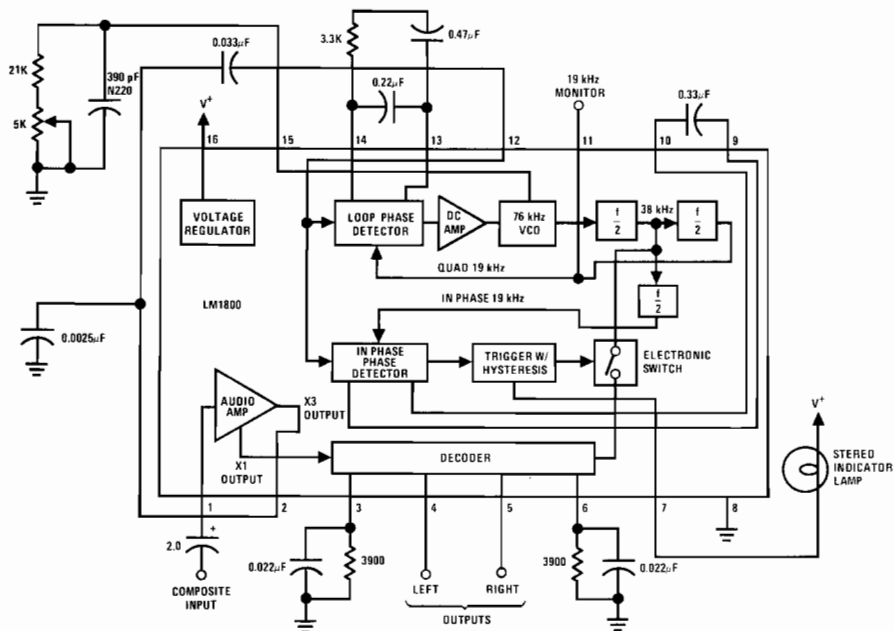 0.033µF
3.3K
0.47µF
21K
390 pF
N220
0.22µF
19 kHz
MONITOR
0.33µF
5K
V+
16
15
14
13
12
11
10
9
VOLTAGE
REGULATOR
LOOP PHASE
DETECTOR
DC
AMP
76 kHz
VCO
f
2
38 kHz
f
2
QUAD 19 kHz
f
2
IN PHASE 19 kHz
LM1800
0.0025µF
IN PHASE
PHASE
DETECTOR
TRIGGER W/
HYSTERESIS
ELECTRONIC
SWITCH
AUDIO
AMP
X3
OUTPUT
V+
X1
OUTPUT
DECODER
STEREO
INDICATOR
LAMP
1
2
3
4
5
6
7
8
+
2.0
COMPOSITE
INPUT
0.022µF
3900
LEFT
RIGHT
OUTPUTS
3900
0.022µF